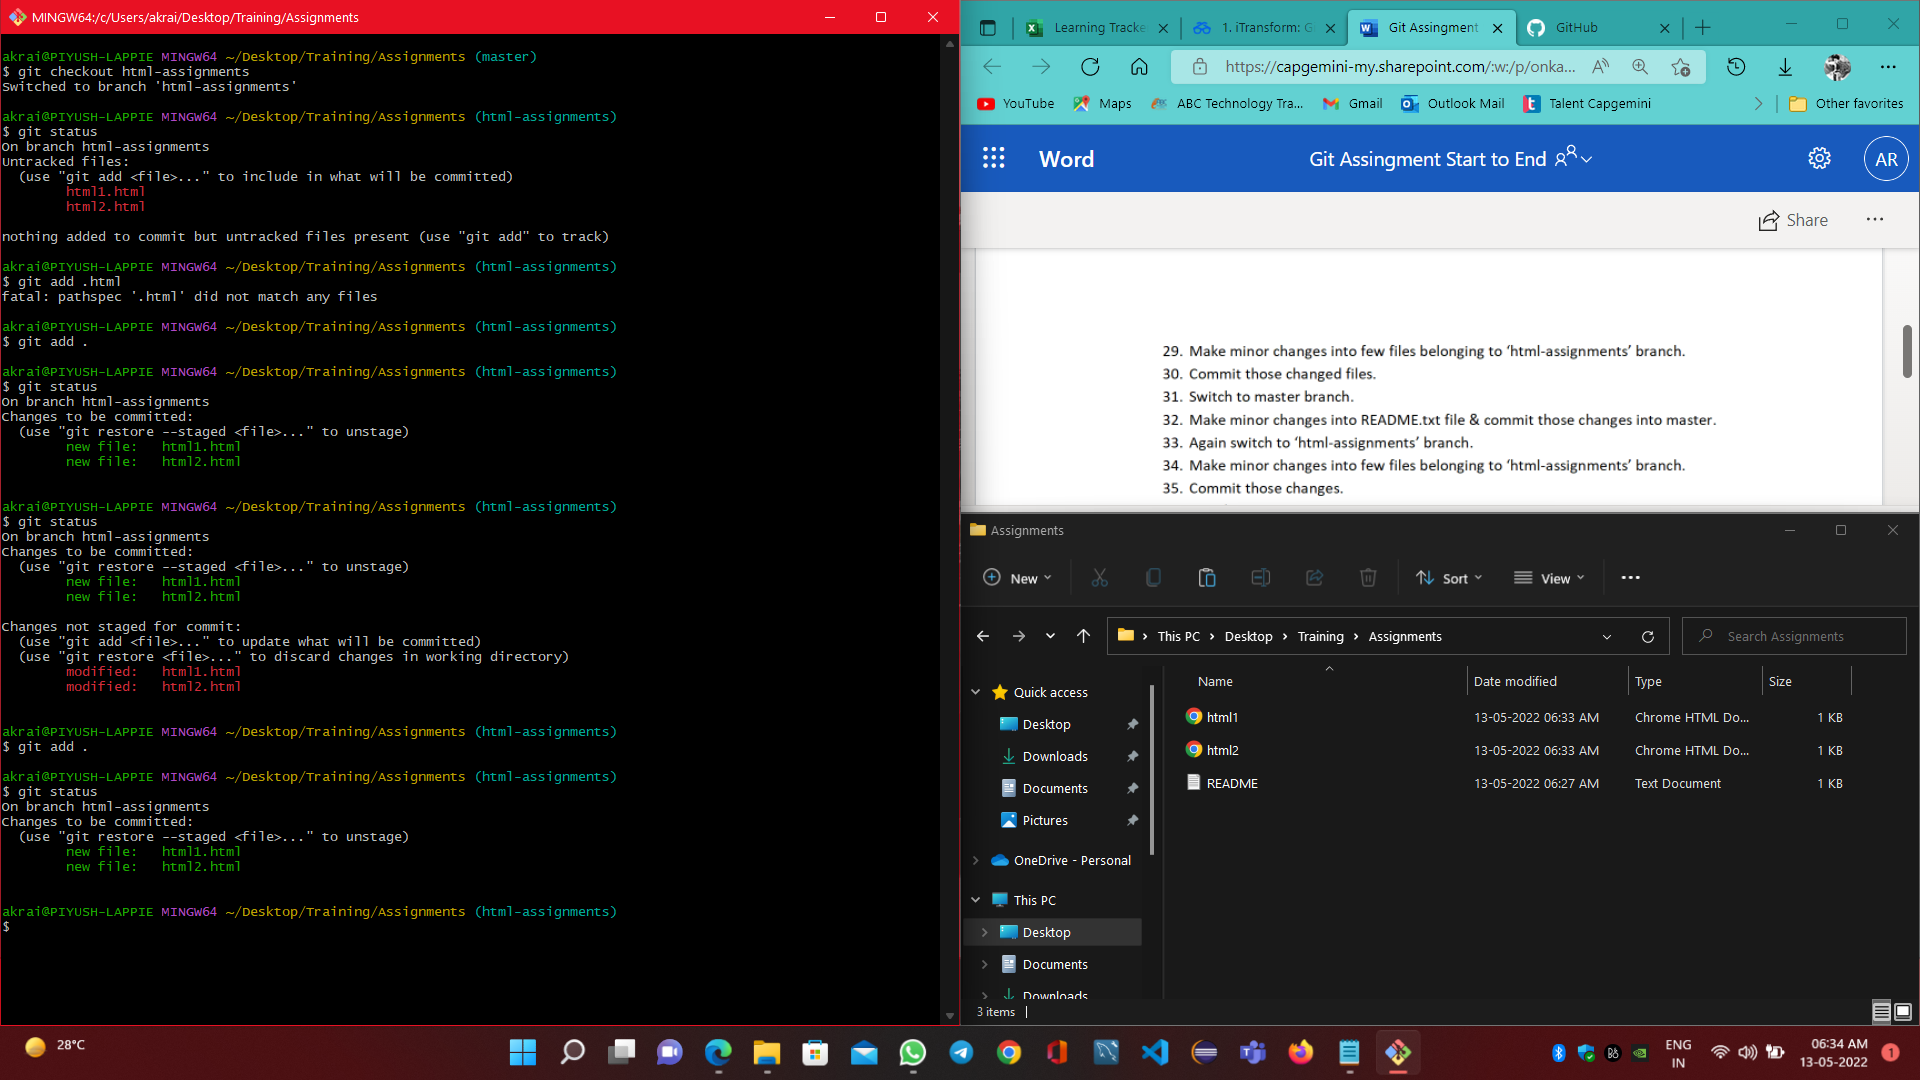 MINGW64:/c/Users/akrai/Desktop/Training/Assignments
akrai@PIYUSH-LAPPIE MINGW64 ~/Desktop/Training/Assignments (master)
$ git checkout html-assignments
Switched to branch 'html-assignments'
akrai@PIYUSH-LAPPIE MINGW64 ~/Desktop/Training/Assignments (html-assignments)
$ git status
On branch html-assignments
Untracked files:
(use "git add <file>..." to include in what will be committed)
html1.html
html2.html
nothing added to commit but untracked files present (use "git add" to track)
akrai@PIYUSH-LAPPIE MINGW64 ~/Desktop/Training/Assignments (html-assignments)
$ git add .html
fatal: pathspec '.html' did not match any files
akrai@PIYUSH-LAPPIE MINGW64 ~/Desktop/Training/Assignments (html-assignments)
$ git add .
akrai@PIYUSH-LAPPIE MINGW64 ~/Desktop/Training/Assignments (html-assignments)
$ git status
On branch html-assignments
Changes to be committed:
(use "git restore --staged <file>..." to unstage)
new file:   html1.html
new file:   html2.html
akrai@PIYUSH-LAPPIE MINGW64 ~/Desktop/Training/Assignments (html-assignments)
$ git status
On branch html-assignments
Changes to be committed:
(use "git restore --staged <file>..." to unstage)
new file:   html1.html
new file:   html2.html
Changes not staged for commit:
(use "git add <file>..." to update what will be committed)
(use "git restore <file>..." to discard changes in working directory)
modified:   html1.html
modified:   html2.html
akrai@PIYUSH-LAPPIE MINGW64 ~/Desktop/Training/Assignments (html-assignments)
$ git add .
akrai@PIYUSH-LAPPIE MINGW64 ~/Desktop/Training/Assignments (html-assignments)
$ git status
On branch html-assignments
Changes to be committed:
(use "git restore --staged <file>..." to unstage)
new file:   html1.html
new file:   html2.html
akrai@PIYUSH-LAPPIE MINGW64 ~/Desktop/Training/Assignments (html-assignments)
$
Learning Tracke 1. iTransform: G Git Assingment GitHub
https://capgemini-my.sharepoint.com/:w:/p/onka...
YouTube Maps ABC Technology Tra... Gmail Outlook Mail Talent Capgemini Other favorites
Word Git Assingment Start to End AR
Share
29. Make minor changes into few files belonging to ‘html-assignments’ branch.
30. Commit those changed files.
31. Switch to master branch.
32. Make minor changes into README.txt file & commit those changes into master.
33. Again switch to ‘html-assignments’ branch.
34. Make minor changes into few files belonging to ‘html-assignments’ branch.
35. Commit those changes.
Assignments
New Sort View
This PC Desktop Training Assignments Search Assignments
Name Date modified Type Size
html1 13-05-2022 06:33 AM Chrome HTML Do... 1 KB
html2 13-05-2022 06:33 AM Chrome HTML Do... 1 KB
README 13-05-2022 06:27 AM Text Document 1 KB
Quick access
Desktop
Downloads
Documents
Pictures
OneDrive - Personal
This PC
Desktop
Documents
Downloads
3 items
28°C
ENG
IN
06:34 AM
13-05-2022
1